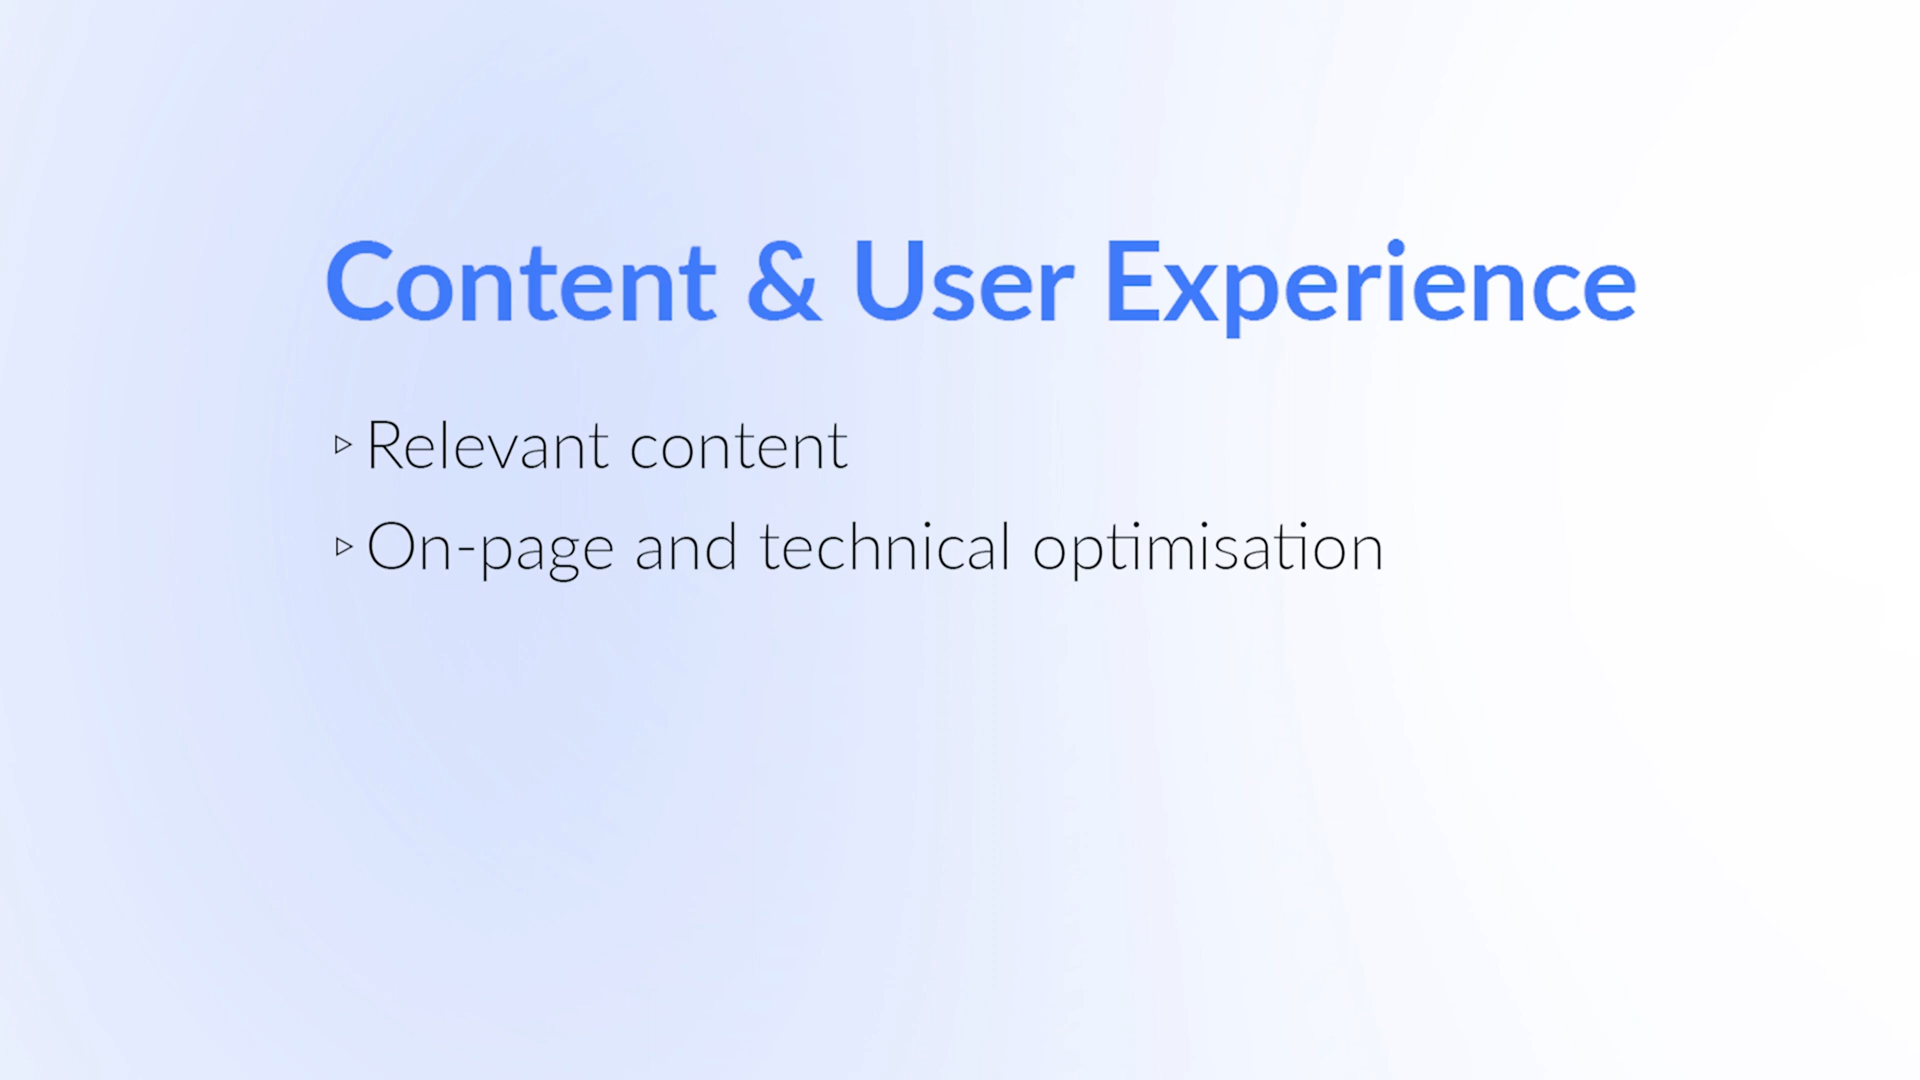 Content & User Experience
▹ Relevant content
▹ On-page and technical optimisation